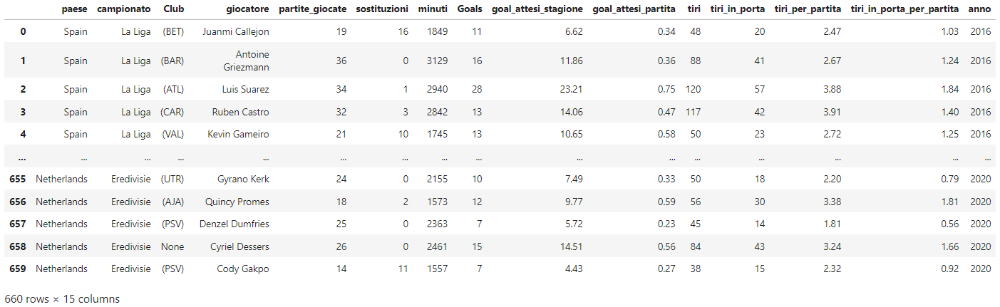 paese campionato Club giocatore partite_giocate sostituzioni minuti Goals goal_attesi_stagione goal_attesi_partita tiri tiri_in_porta tiri_per_partita tiri_in_porta_per_partita anno
0 Spain La Liga (BET) Juanmi Callejon 19 16 1849 11 6.62 0.34 48 20 2.47 1.03 2016
1 Spain La Liga (BAR) Antoine Griezmann 36 0 3129 16 11.86 0.36 88 41 2.67 1.24 2016
2 Spain La Liga (ATL) Luis Suarez 34 1 2940 28 23.21 0.75 120 57 3.88 1.84 2016
3 Spain La Liga (CAR) Ruben Castro 32 3 2842 13 14.06 0.47 117 42 3.91 1.40 2016
4 Spain La Liga (VAL) Kevin Gameiro 21 10 1745 13 10.65 0.58 50 23 2.72 1.25 2016
... ... ... ... ... ... ... ... ... ... ... ... ... ... ... ...
655 Netherlands Eredivisie (UTR) Gyrano Kerk 24 0 2155 10 7.49 0.33 50 18 2.20 0.79 2020
656 Netherlands Eredivisie (AJA) Quincy Promes 18 2 1573 12 9.77 0.59 56 30 3.38 1.81 2020
657 Netherlands Eredivisie (PSV) Denzel Dumfries 25 0 2363 7 5.72 0.23 45 14 1.81 0.56 2020
658 Netherlands Eredivisie None Cyriel Dessers 26 0 2461 15 14.51 0.56 84 43 3.24 1.66 2020
659 Netherlands Eredivisie (PSV) Cody Gakpo 14 11 1557 7 4.43 0.27 38 15 2.32 0.92 2020
660 rows × 15 columns